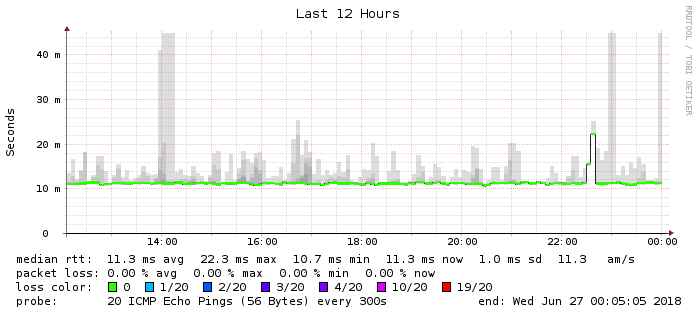 Last 12 Hours
RRDTOOL / TOBI OETIKER
Seconds
40 m
30 m
20 m
10 m
0
14:00 16:00 18:00 20:00 22:00 00:00
median rtt: 11.3 ms avg 22.3 ms max 10.7 ms min 11.3 ms now 1.0 ms sd 11.3 am/s
packet loss: 0.00 % avg 0.00 % max 0.00 % min 0.00 % now
loss color: 0 1/20 2/20 3/20 4/20 10/20 19/20
probe: 20 ICMP Echo Pings (56 Bytes) every 300s end: Wed Jun 27 00:05:05 2018